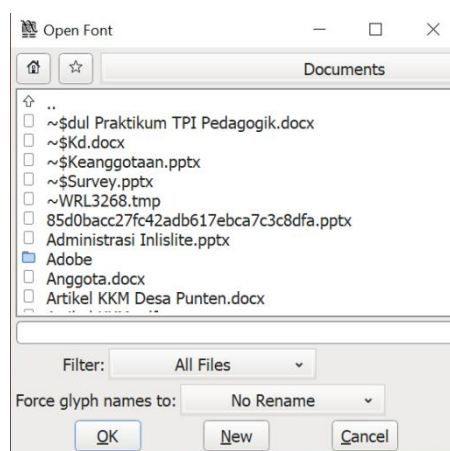 Open Font
Documents
..
~$dul Praktikum TPI Pedagogik.docx
~$Kd.docx
~$Keanggotaan.pptx
~$Survey.pptx
~WRL3268.tmp
85d0bacc27fc42adb617ebca7c3c8dfa.pptx
Administrasi Inlislite.pptx
Adobe
Anggota.docx
Artikel KKM Desa Punten.docx
Filter: All Files
Force glyph names to: No Rename
OK New Cancel